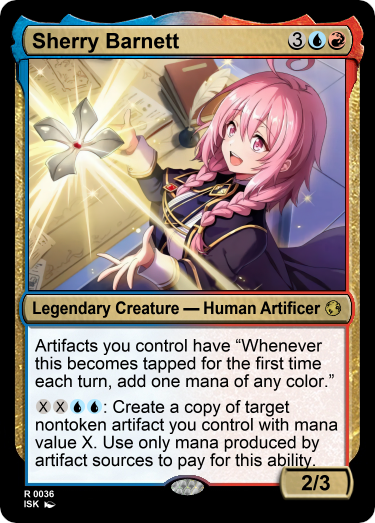 Sherry Barnett 3
Legendary Creature — Human Artificer
Artifacts you control have “Whenever
this becomes tapped for the first time
each turn, add one mana of any color.”
X X : Create a copy of target
nontoken artifact you control with mana
value X. Use only mana produced by
artifact sources to pay for this ability.
2/3
R 0036
ISK